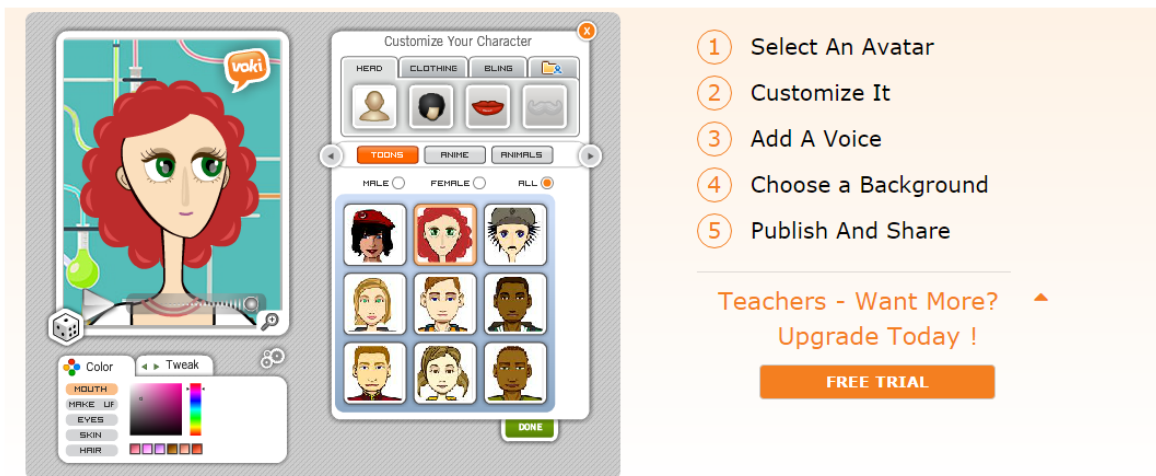 voki
Customize Your Character
X
HEAD
CLOTHING
BLING
TOONS
ANIME
ANIMALS
MALE
FEMALE
ALL
Color
Tweak
MOUTH
MAKE UP
EYES
SKIN
HAIR
DONE
1 Select An Avatar
2 Customize It
3 Add A Voice
4 Choose a Background
5 Publish And Share
Teachers - Want More?
Upgrade Today !
FREE TRIAL